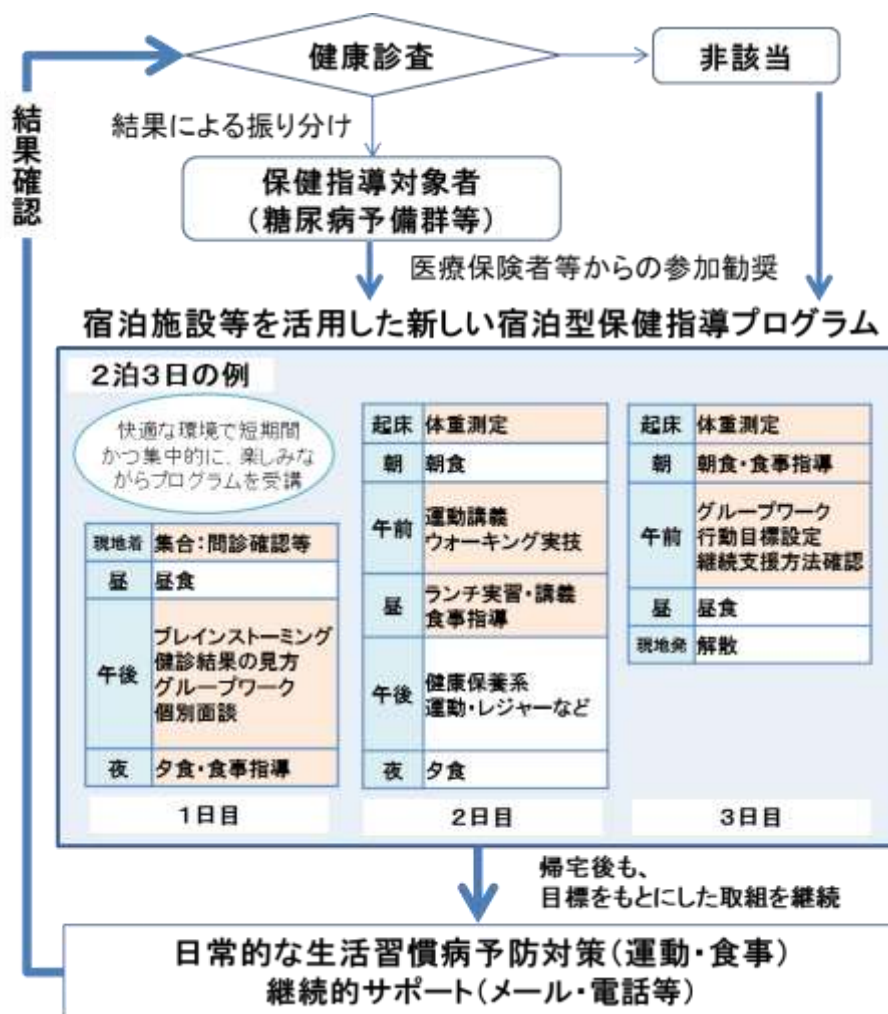 健康診査
非該当
結果による振り分け
結果確認
保健指導対象者
（糖尿病予備群等）
医療保険者等からの参加勧奨
宿泊施設等を活用した新しい宿泊型保健指導プログラム
２泊３日の例
快適な環境で短期間
かつ集中的に、楽しみな
がらプログラムを受講
現地着 集合：問診確認等
昼 昼食
午後
ブレインストーミング
健診結果の見方
グループワーク
個別面談
夜 夕食・食事指導
１日目
起床 体重測定
朝 朝食
午前
運動講義
ウォーキング実技
昼
ランチ実習・講義
食事指導
午後
健康保養系
運動・レジャーなど
夜 夕食
２日目
起床 体重測定
朝 朝食・食事指導
午前
グループワーク
行動目標設定
継続支援方法確認
昼 昼食
現地発 解散
３日目
帰宅後も、
目標をもとにした取組を継続
日常的な生活習慣病予防対策（運動・食事）
継続的サポート（メール・電話等）